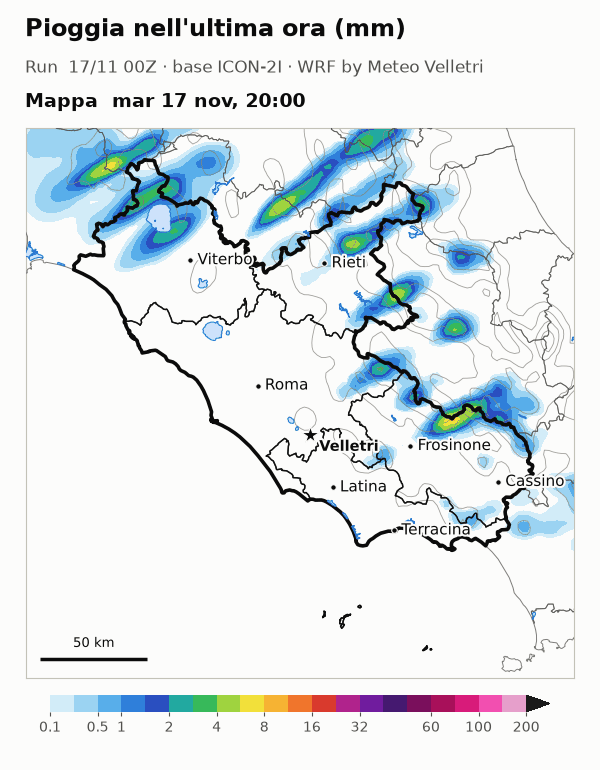 Pioggia nell'ultima ora (mm)
Run  17/11 00Z · base ICON-2I · WRF by Meteo Velletri
Mappa  mar 17 nov, 20:00
Viterbo
Rieti
Roma
Velletri
Frosinone
Latina
Cassino
Terracina
50 km
0.1 0.5 1 2 4 8 16 32 60 100 200